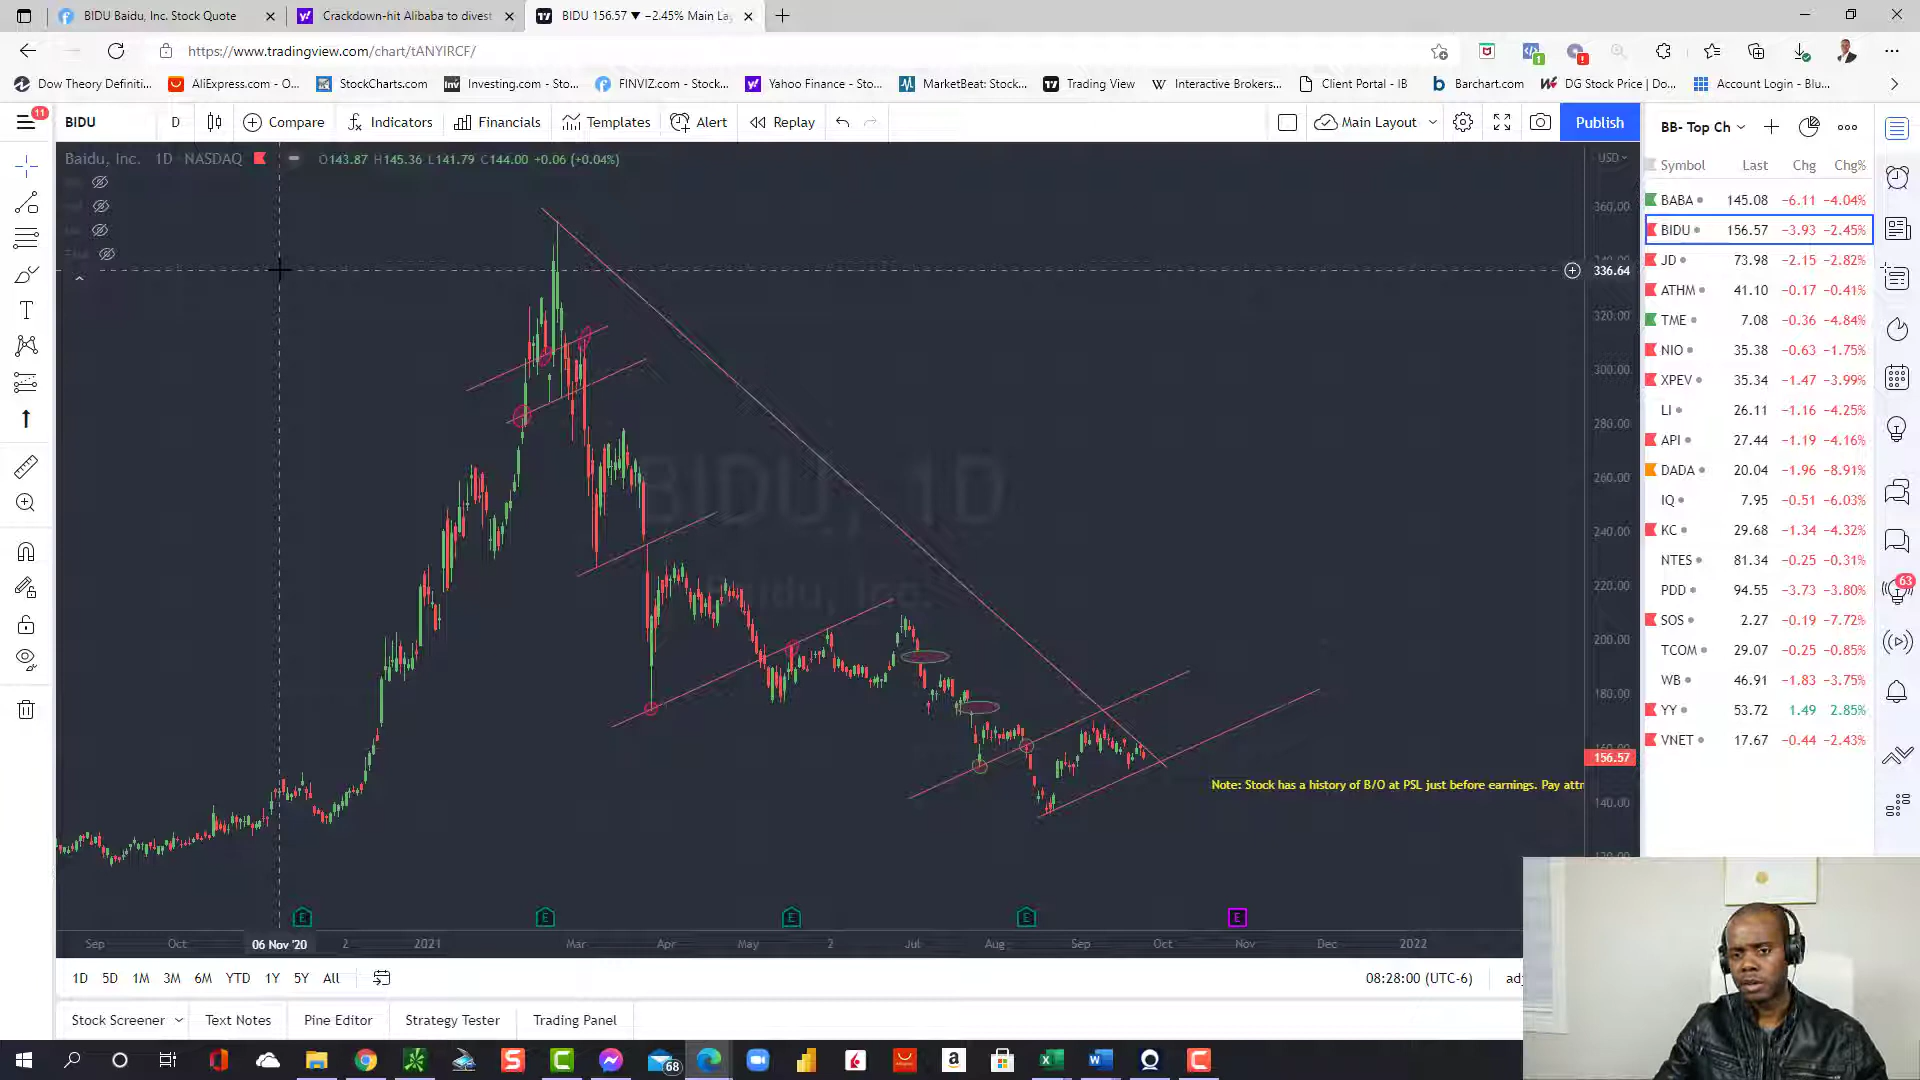 BIDU Baidu, Inc. Stock Quote
Crackdown-hit Alibaba to divest
BIDU 156.57 ▼ −2.45% Main La
https://www.tradingview.com/chart/tANYIRCF/
Dow Theory Definiti...
AliExpress.com - O...
StockCharts.com
Investing.com - Sto...
FINVIZ.com - Stock...
Yahoo Finance - Sto...
MarketBeat: Stock...
Trading View
Interactive Brokers...
Client Portal - IB
Barchart.com
DG Stock Price | Do...
Account Login - Blu...
11
BIDU
D
Compare
Indicators
Financials
Templates
Alert
Replay
Main Layout
Publish
BB- Top Ch
Baidu, Inc. 1D NASDAQ
O143.87 H145.36 L141.79 C144.00 +0.06 (+0.04%)
USD
Symbol Last Chg Chg%
BABA 145.08 −6.11 −4.04%
BIDU 156.57 −3.93 −2.45%
JD 73.98 −2.15 −2.82%
ATHM 41.10 −0.17 −0.41%
TME 7.08 −0.36 −4.84%
NIO 35.38 −0.63 −1.75%
XPEV 35.34 −1.47 −3.99%
LI 26.11 −1.16 −4.25%
API 27.44 −1.19 −4.16%
DADA 20.04 −1.96 −8.91%
IQ 7.95 −0.51 −6.03%
KC 29.68 −1.34 −4.32%
NTES 81.34 −0.25 −0.31%
PDD 94.55 −3.73 −3.80%
SOS 2.27 −0.19 −7.72%
TCOM 29.07 −0.25 −0.85%
WB 46.91 −1.83 −3.75%
YY 53.72 1.49 2.85%
VNET 17.67 −0.44 −2.43%
63
360.00
336.64
320.00
300.00
280.00
260.00
240.00
220.00
200.00
180.00
156.57
140.00
BIDU, 1D
Baidu, Inc.
Note: Stock has a history of B/O at PSL just before earnings. Pay attn
E E E E E
Sep Oct 06 Nov '20 2 2021 Mar Apr May 2 Jul Aug Sep Oct Nov Dec 2022
1D 5D 1M 3M 6M YTD 1Y 5Y All
08:28:00 (UTC-6)
adj
Stock Screener
Text Notes
Pine Editor
Strategy Tester
Trading Panel
68